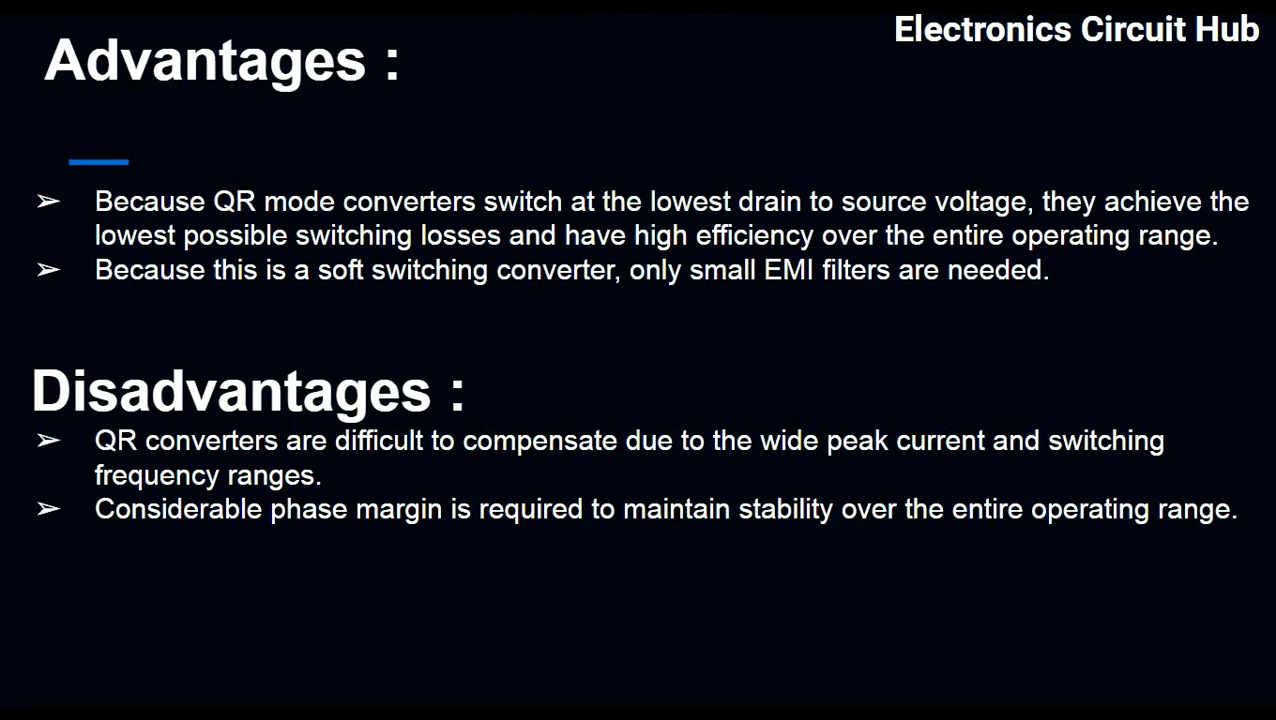 Electronics Circuit Hub
Advantages :
➢ Because QR mode converters switch at the lowest drain to source voltage, they achieve the
lowest possible switching losses and have high efficiency over the entire operating range.
➢ Because this is a soft switching converter, only small EMI filters are needed.
Disadvantages :
➢ QR converters are difficult to compensate due to the wide peak current and switching
frequency ranges.
➢ Considerable phase margin is required to maintain stability over the entire operating range.